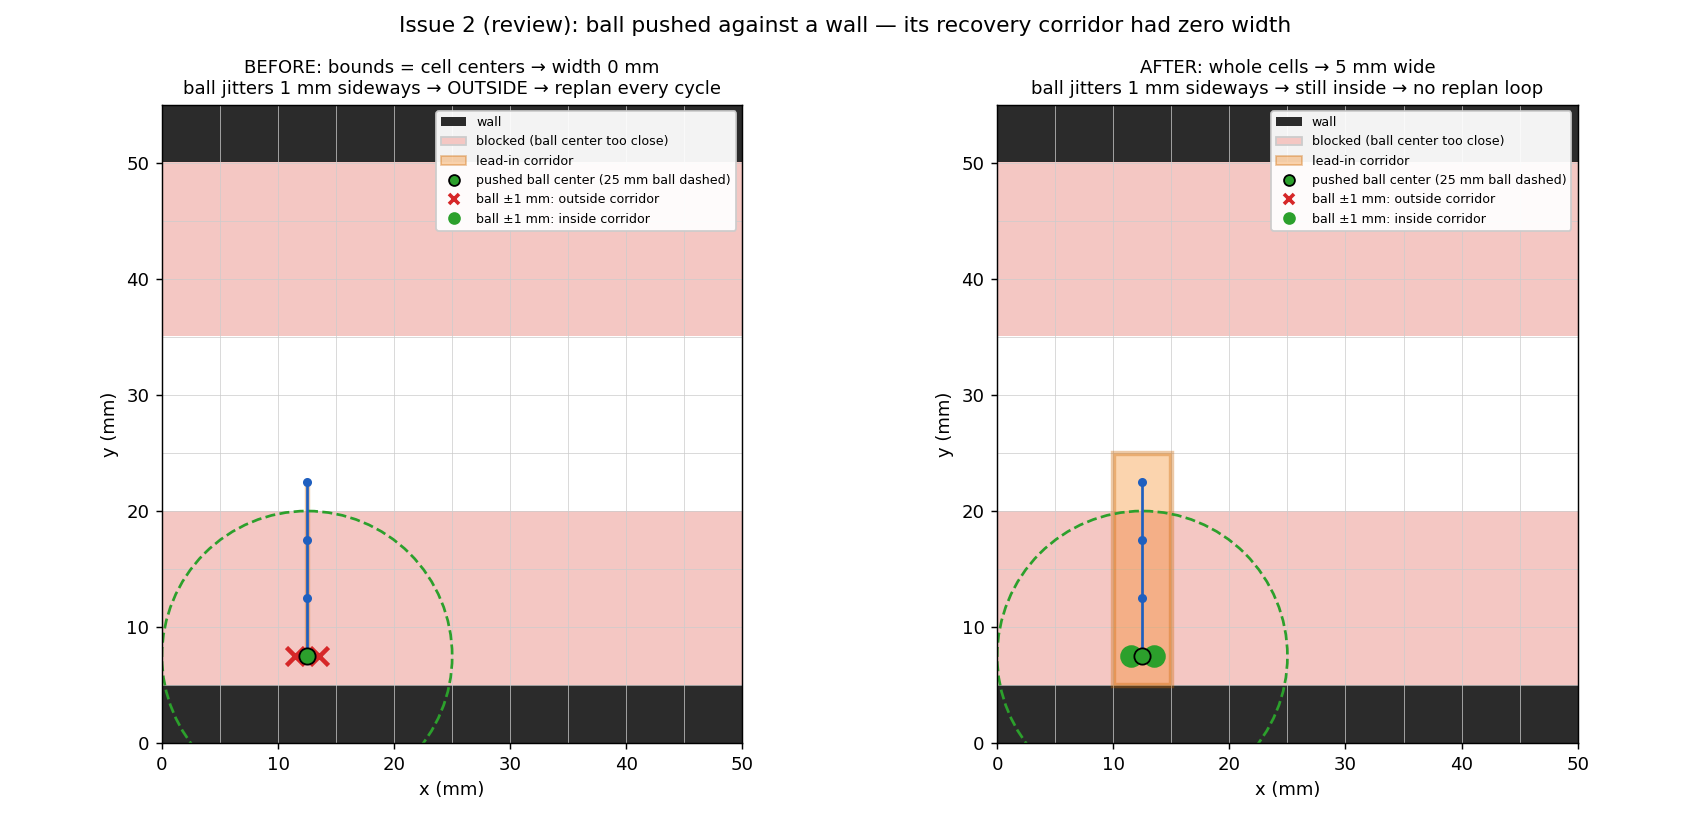 Issue 2 (review): ball pushed against a wall — its recovery corridor had zero width
BEFORE: bounds = cell centers → width 0 mm
ball jitters 1 mm sideways → OUTSIDE → replan every cycle
wall
blocked (ball center too close)
lead-in corridor
pushed ball center (25 mm ball dashed)
ball ±1 mm: outside corridor
ball ±1 mm: inside corridor
50
40
30
20
10
0
y (mm)
0 10 20 30 40 50
x (mm)
AFTER: whole cells → 5 mm wide
ball jitters 1 mm sideways → still inside → no replan loop
wall
blocked (ball center too close)
lead-in corridor
pushed ball center (25 mm ball dashed)
ball ±1 mm: outside corridor
ball ±1 mm: inside corridor
50
40
30
20
10
0
y (mm)
0 10 20 30 40 50
x (mm)